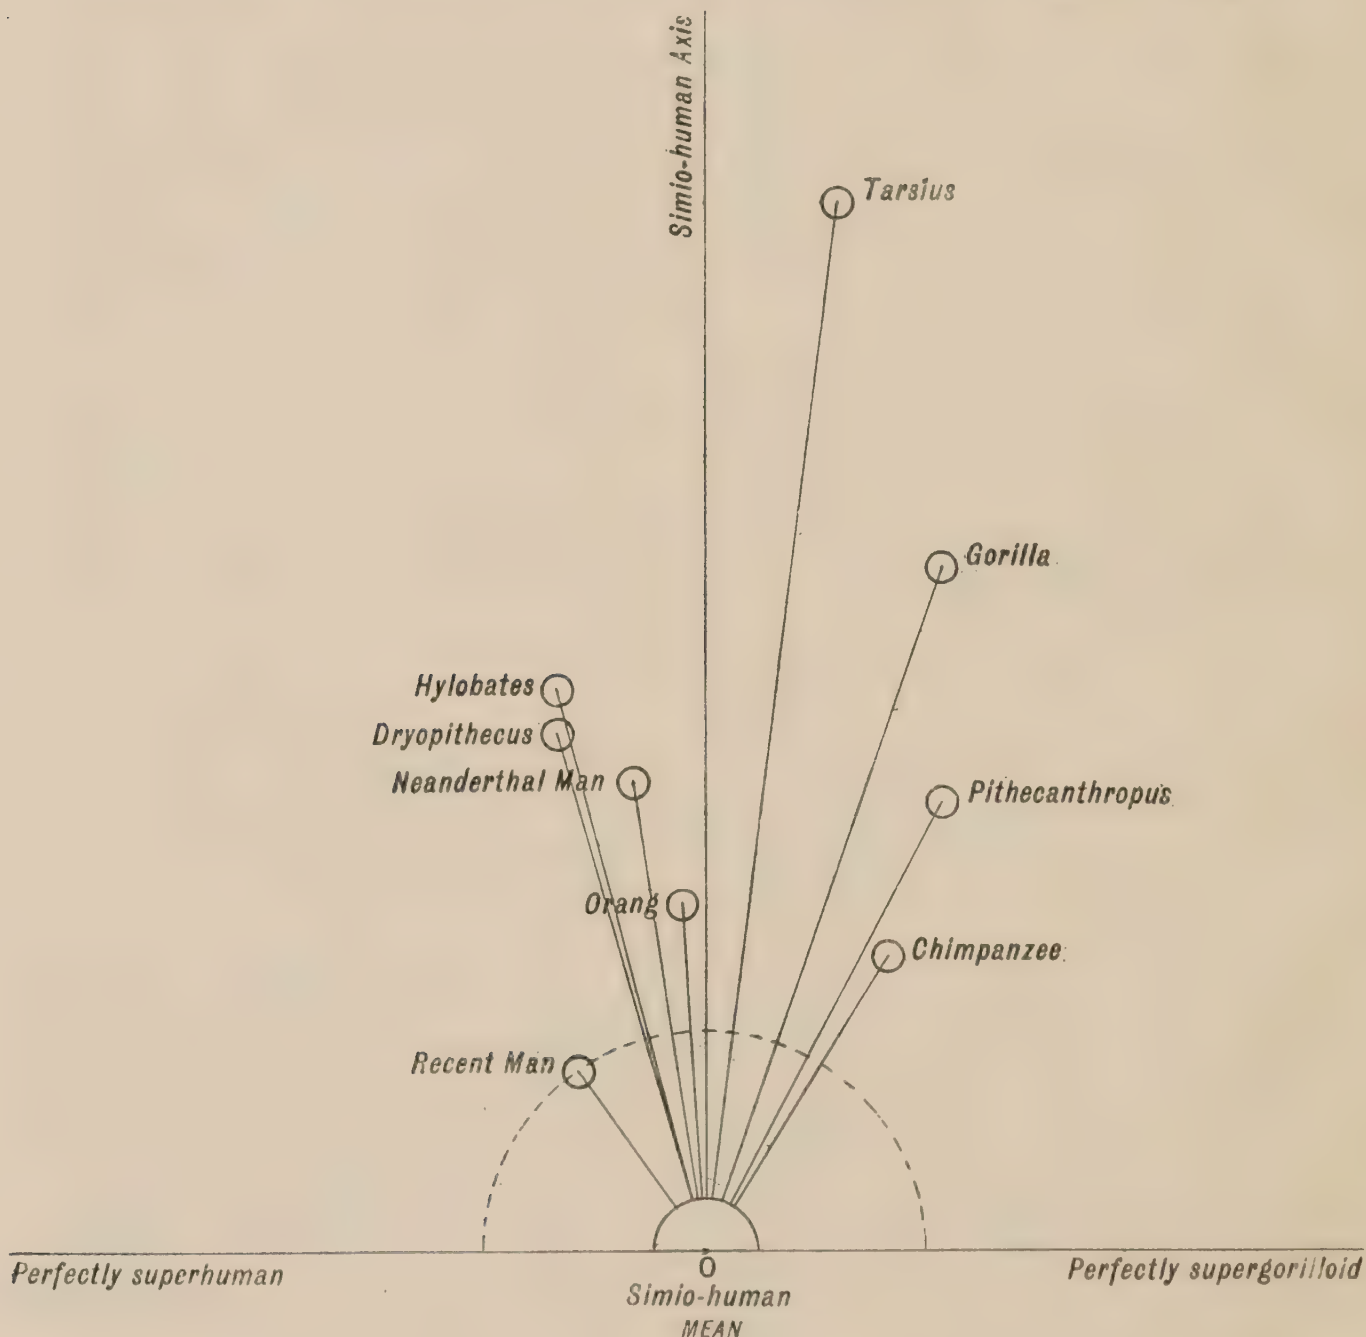 Simio-human Axis
Tarsius
Gorilla
Hylobates
Dryopithecus
Neanderthal Man
Pithecanthropus
Orang
Chimpanzee
Recent Man
Perfectly superhuman
O
Perfectly supergorilloid
Simio-human
MEAN